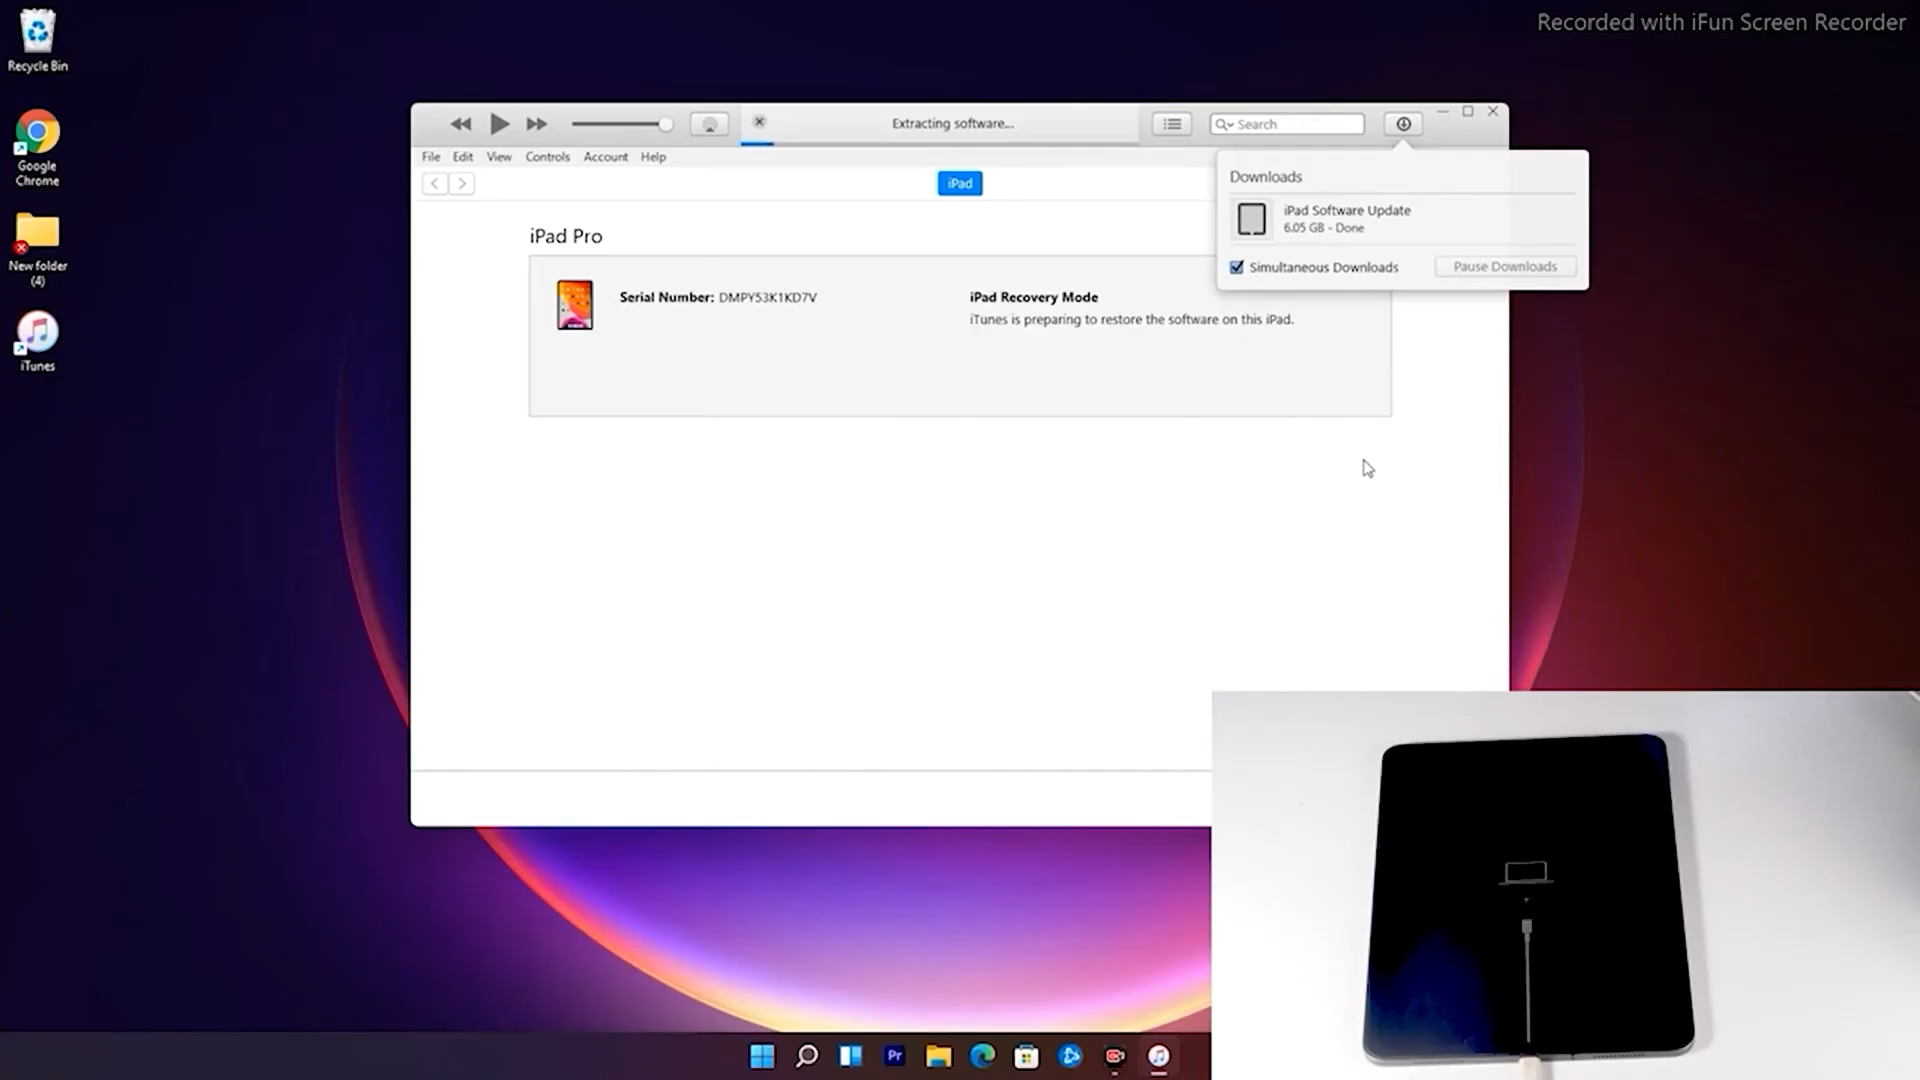 Recorded with iFun Screen Recorder
Recycle Bin
Google
Chrome
New folder
(4)
iTunes
Extracting software...
Search
File Edit View Controls Account Help
iPad
Downloads
iPad Software Update
6.05 GB - Done
Simultaneous Downloads
Pause Downloads
iPad Pro
Serial Number: DMPY53K1KD7V
iPad Recovery Mode
iTunes is preparing to restore the software on this iPad.
Pr